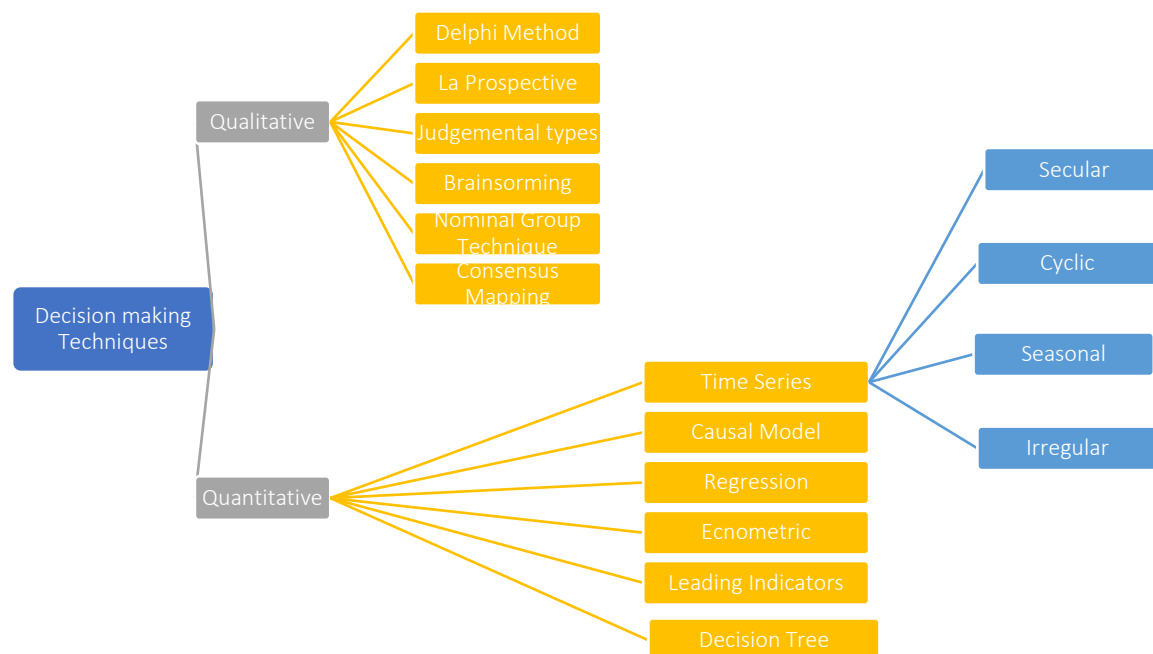 Delphi Method
La Prospective
Qualitative
Judgemental types
Brainsorming
Nominal Group
Technique
Consensus
Mapping
Decision making
Techniques
Quantitative
Time Series
Causal Model
Regression
Ecnometric
Leading Indicators
Decision Tree
Secular
Cyclic
Seasonal
Irregular